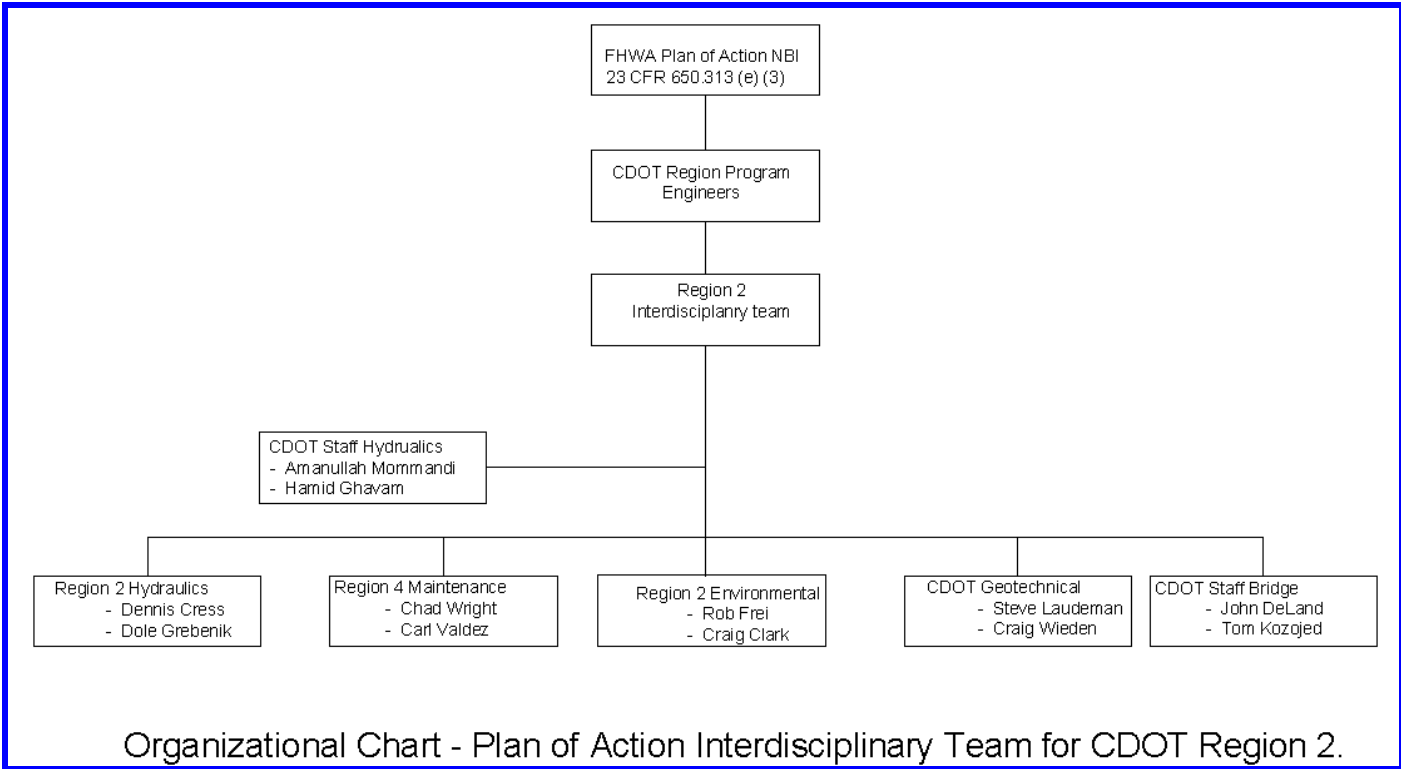 FHWA Plan of Action NBI
23 CFR 650.313 (e) (3)
CDOT Region Program
Engineers
Region 2
Interdisciplanry team
CDOT Staff Hydrualics
- Amanullah Mommandi
- Hamid Ghavam
Region 2 Hydraulics
- Dennis Cress
- Dole Grebenik
Region 4 Maintenance
- Chad Wright
- Carl Valdez
Region 2 Environmental
- Rob Frei
- Craig Clark
CDOT Geotechnical
- Steve Laudeman
- Craig Wieden
CDOT Staff Bridge
- John DeLand
- Tom Kozojed
Organizational Chart - Plan of Action Interdisciplinary Team for CDOT Region 2.